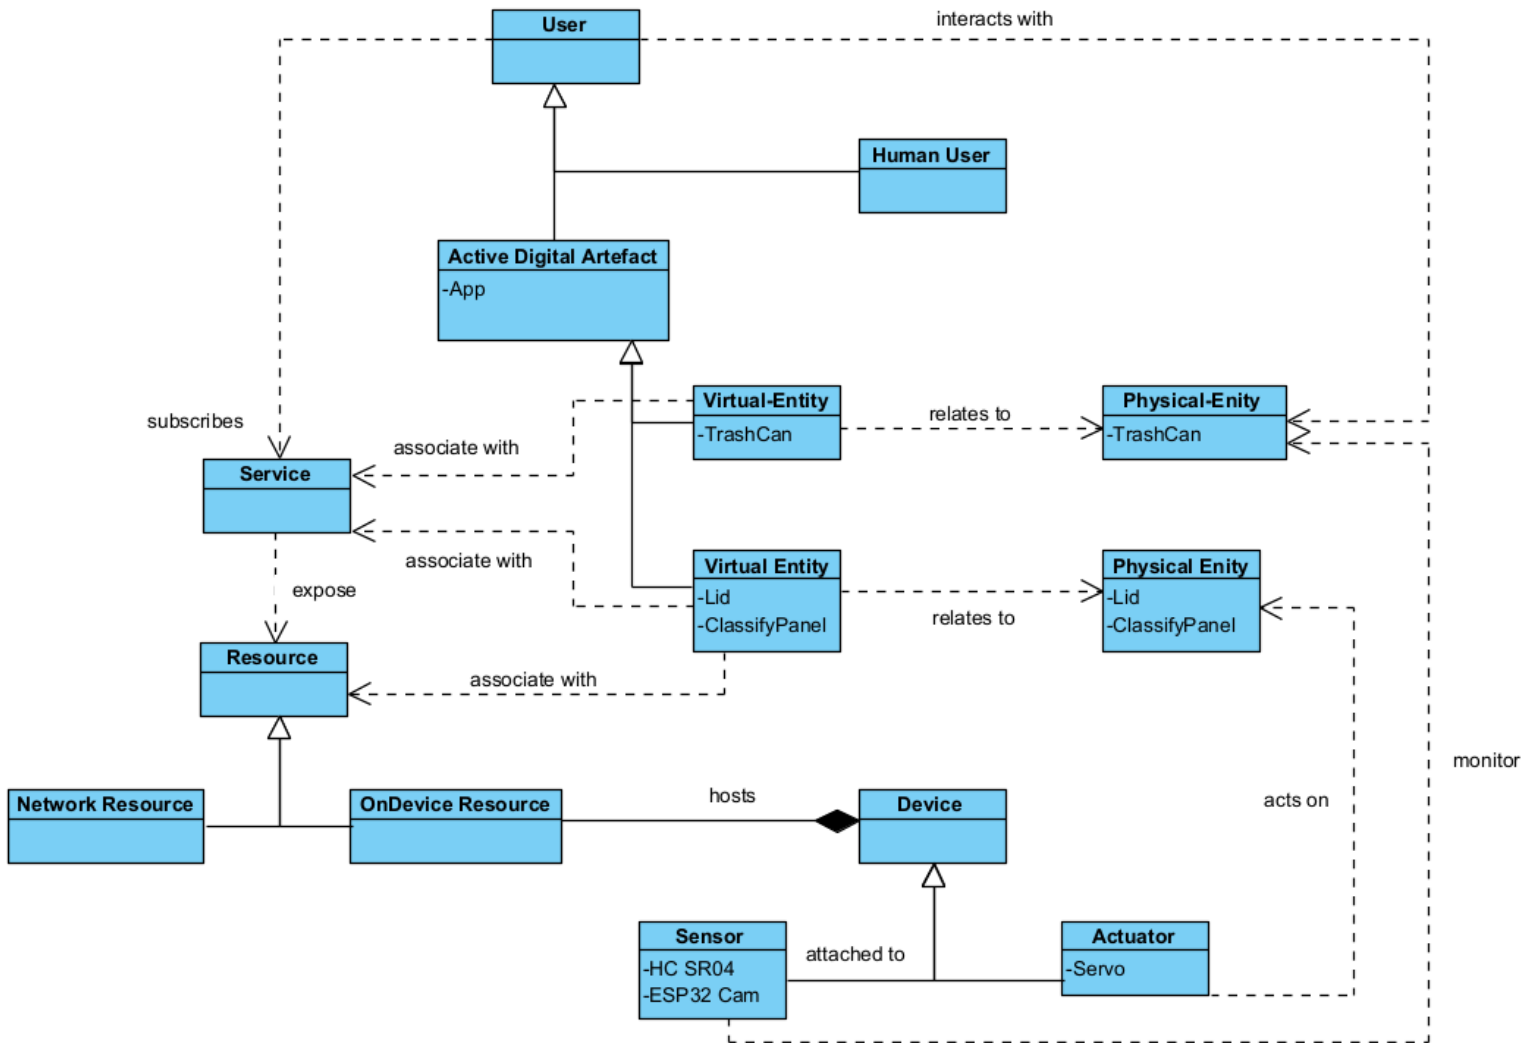 User
interacts with
Human User
Active Digital Artefact
-App
Virtual-Entity
-TrashCan
relates to
Physical-Enity
-TrashCan
subscribes
associate with
Service
associate with
expose
Virtual Entity
-Lid
-ClassifyPanel
relates to
Physical Enity
-Lid
-ClassifyPanel
Resource
associate with
monitor
Network Resource
OnDevice Resource
hosts
Device
acts on
Sensor
-HC SR04
-ESP32 Cam
attached to
Actuator
-Servo